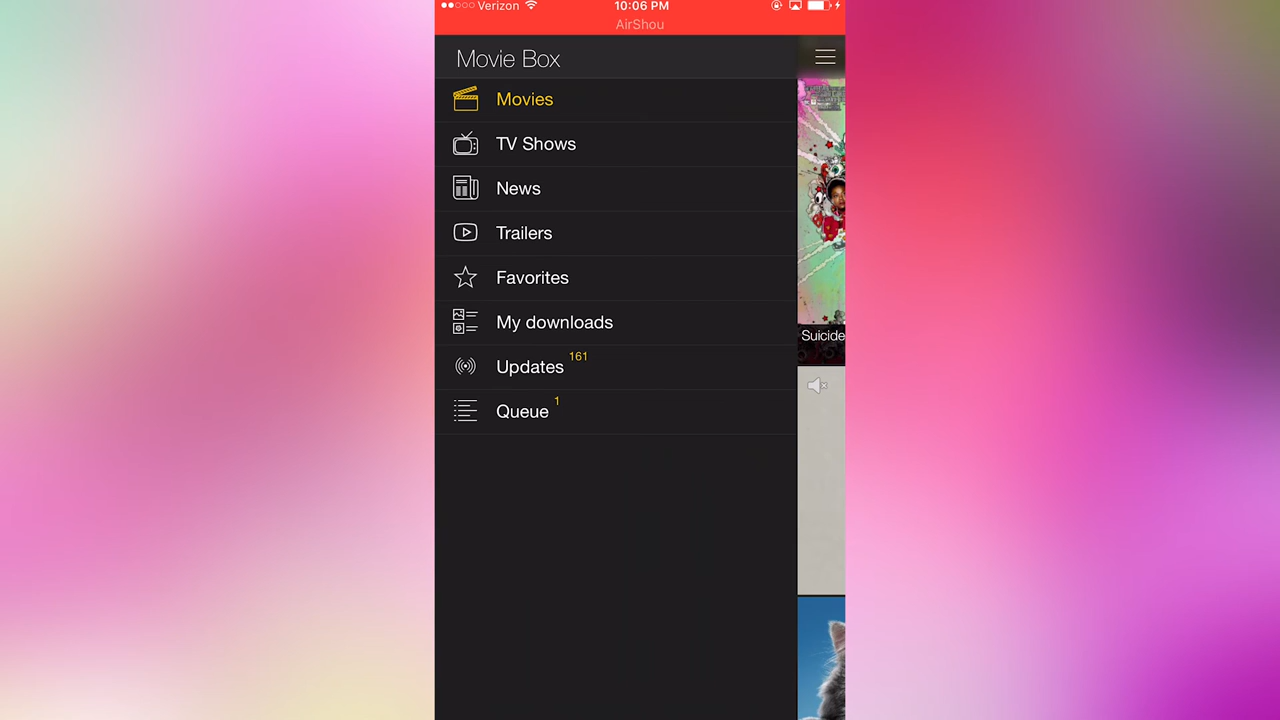 Verizon 10:06 PM
AirShou
Movie Box
Movies
TV Shows
News
Trailers
Favorites
My downloads
Updates 161
Queue 1
Suicide